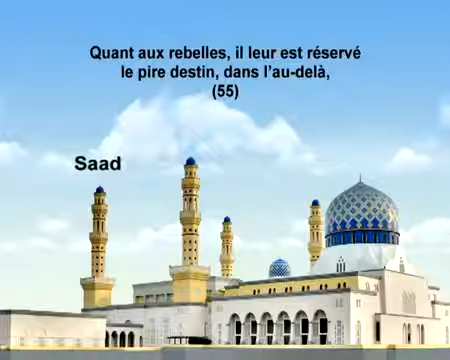 Quant aux rebelles, il leur est réservé
le pire destin, dans l'au-delà,
(55)
Saad